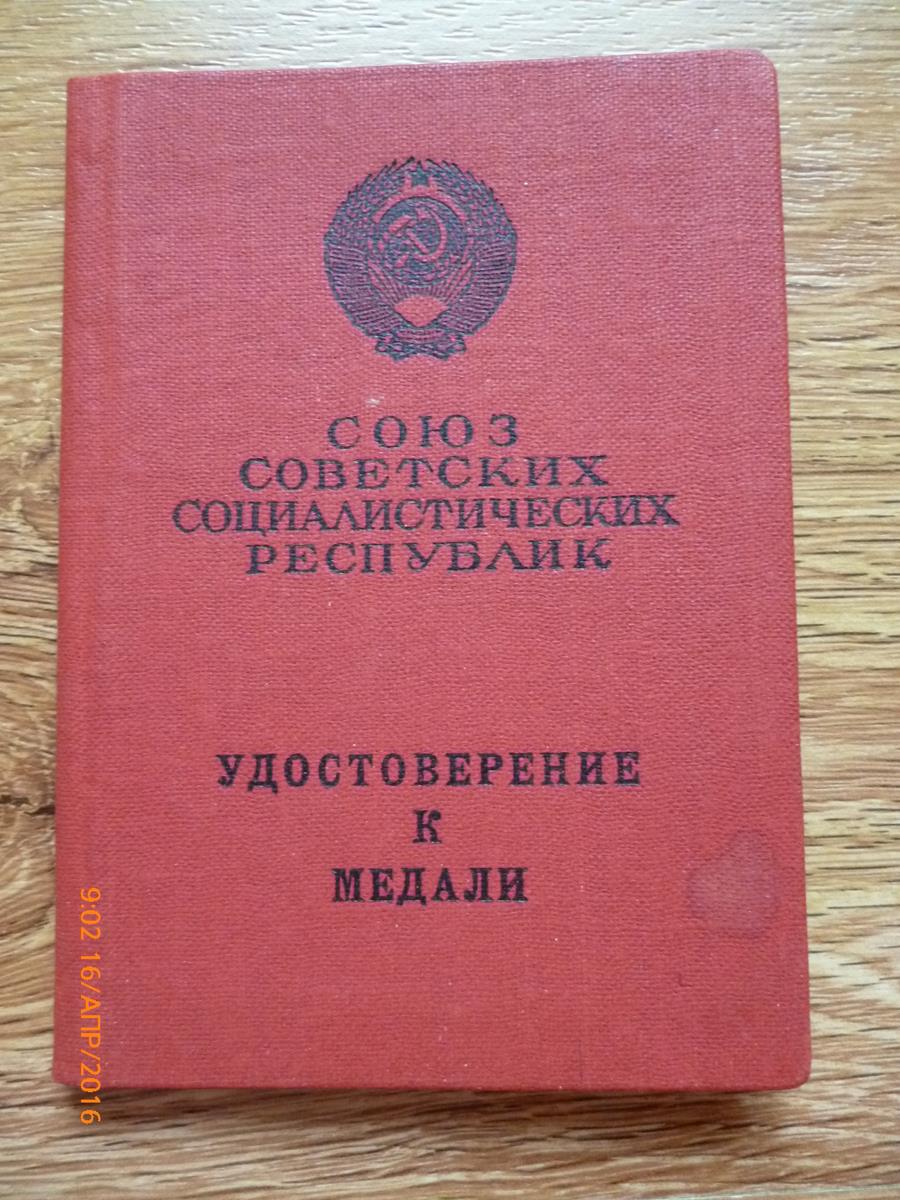 СОЮЗ
СОВЕТСКИХ
СОЦИАЛИСТИЧЕСКИХ
РЕСПУБЛИК
УДОСТОВЕРЕНИЕ
К
МЕДАЛИ
9:02 16/АПР/2016